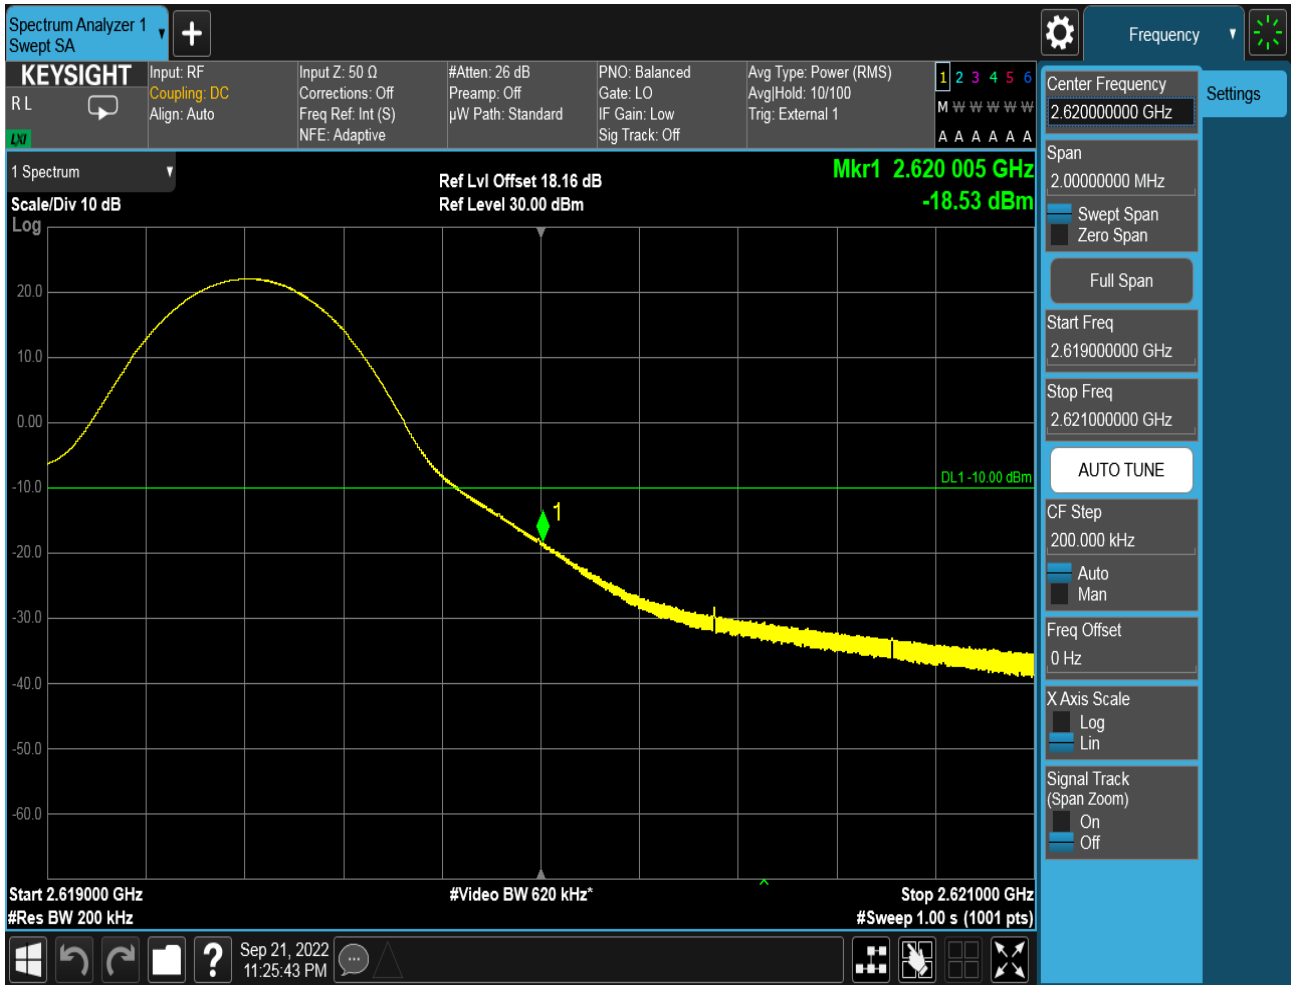 Spectrum Analyzer 1
Swept SA
Frequency
KEYSIGHT
R L
LXI
Input: RF
Coupling: DC
Align: Auto
Input Z: 50 Ω
Corrections: Off
Freq Ref: Int (S)
NFE: Adaptive
#Atten: 26 dB
Preamp: Off
µW Path: Standard
PNO: Balanced
Gate: LO
IF Gain: Low
Sig Track: Off
Avg Type: Power (RMS)
Avg|Hold: 10/100
Trig: External 1
1 2 3 4 5 6
M W W W W W
A A A A A A
1 Spectrum
Scale/Div 10 dB
Log
Ref Lvl Offset 18.16 dB
Ref Level 30.00 dBm
Mkr1 2.620 005 GHz
-18.53 dBm
20.0
10.0
0.00
-10.0
-20.0
-30.0
-40.0
-50.0
-60.0
DL1 -10.00 dBm
1
Start 2.619000 GHz
#Res BW 200 kHz
#Video BW 620 kHz*
Stop 2.621000 GHz
#Sweep 1.00 s (1001 pts)
Sep 21, 2022
11:25:43 PM
Center Frequency
2.620000000 GHz
Settings
Span
2.00000000 MHz
Swept Span
Zero Span
Full Span
Start Freq
2.619000000 GHz
Stop Freq
2.621000000 GHz
AUTO TUNE
CF Step
200.000 kHz
Auto
Man
Freq Offset
0 Hz
X Axis Scale
Log
Lin
Signal Track
(Span Zoom)
On
Off